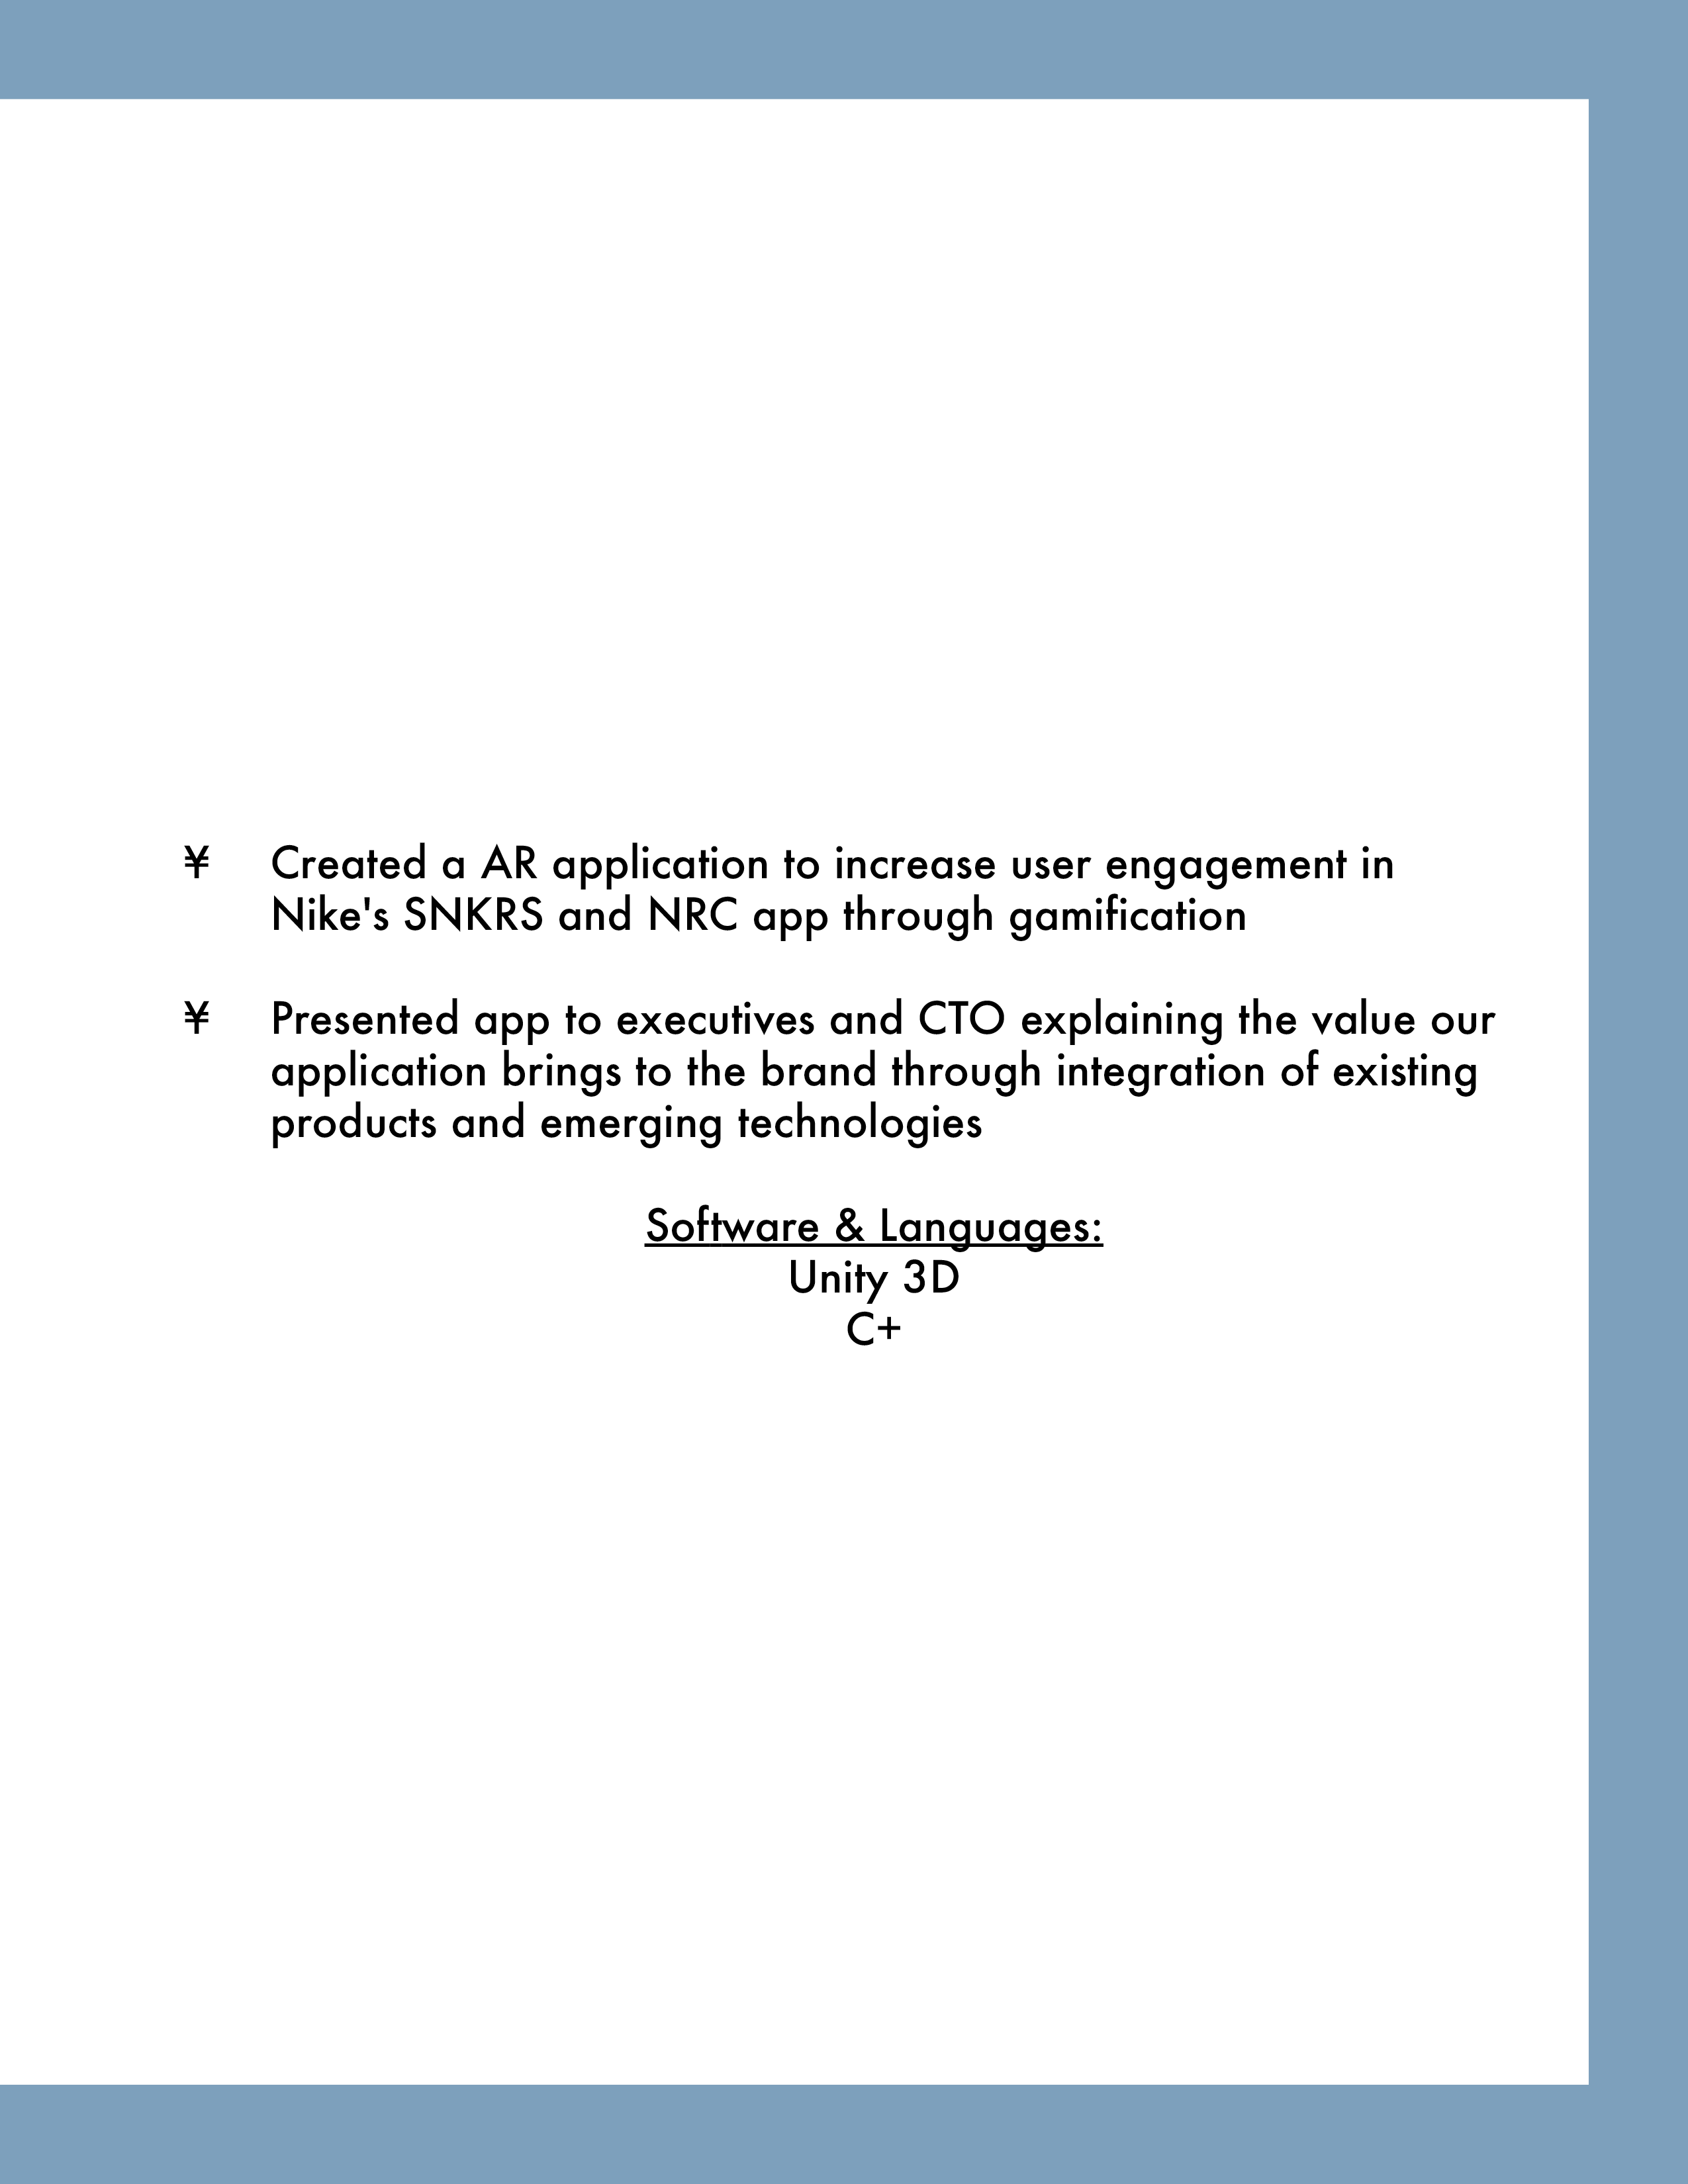 ¥ Created a AR application to increase user engagement in
Nike's SNKRS and NRC app through gamification
¥ Presented app to executives and CTO explaining the value our
application brings to the brand through integration of existing
products and emerging technologies
Software & Languages:
Unity 3D
C+